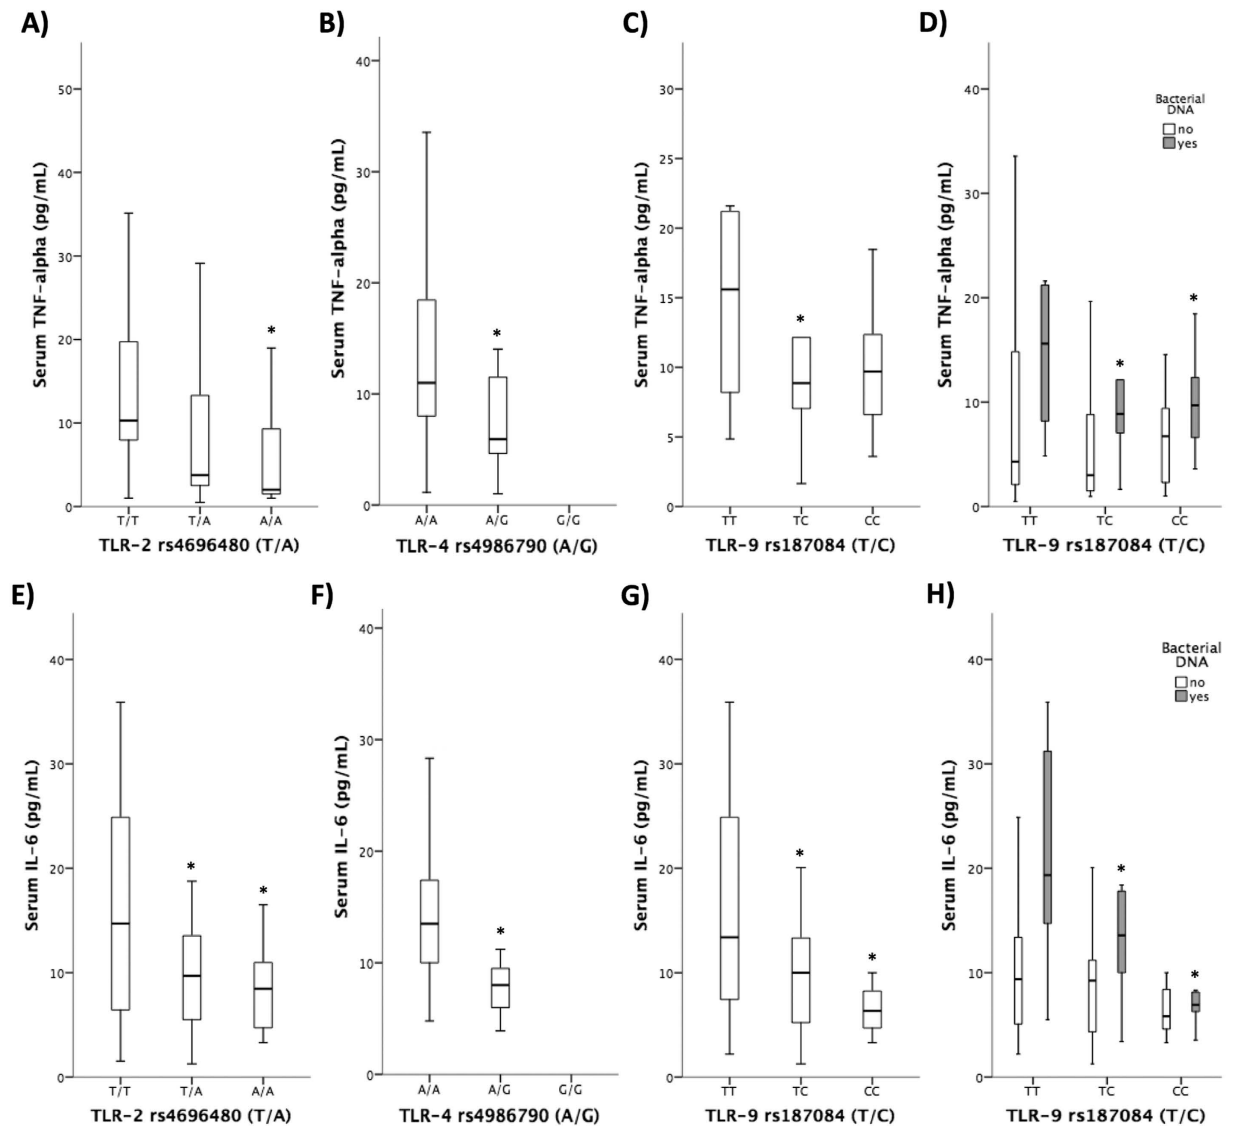 A)
Serum TNF-alpha (pg/mL)
50
40
30
20
10
0
*
T/T T/A A/A
TLR-2 rs4696480 (T/A)
B)
Serum TNF-alpha (pg/mL)
40
30
20
10
0
*
A/A A/G G/G
TLR-4 rs4986790 (A/G)
C)
Serum TNF-alpha (pg/mL)
30
25
20
15
10
5
0
*
TT TC CC
TLR-9 rs187084 (T/C)
D)
Serum TNF-alpha (pg/mL)
40
30
20
10
0
Bacterial
DNA
no
yes
* *
TT TC CC
TLR-9 rs187084 (T/C)
E)
Serum IL-6 (pg/mL)
40
30
20
10
0
* *
T/T T/A A/A
TLR-2 rs4696480 (T/A)
F)
Serum IL-6 (pg/mL)
40
30
20
10
0
*
A/A A/G G/G
TLR-4 rs4986790 (A/G)
G)
Serum IL-6 (pg/mL)
40
30
20
10
0
* *
TT TC CC
TLR-9 rs187084 (T/C)
H)
Serum IL-6 (pg/mL)
40
30
20
10
0
Bacterial
DNA
no
yes
* *
TT TC CC
TLR-9 rs187084 (T/C)